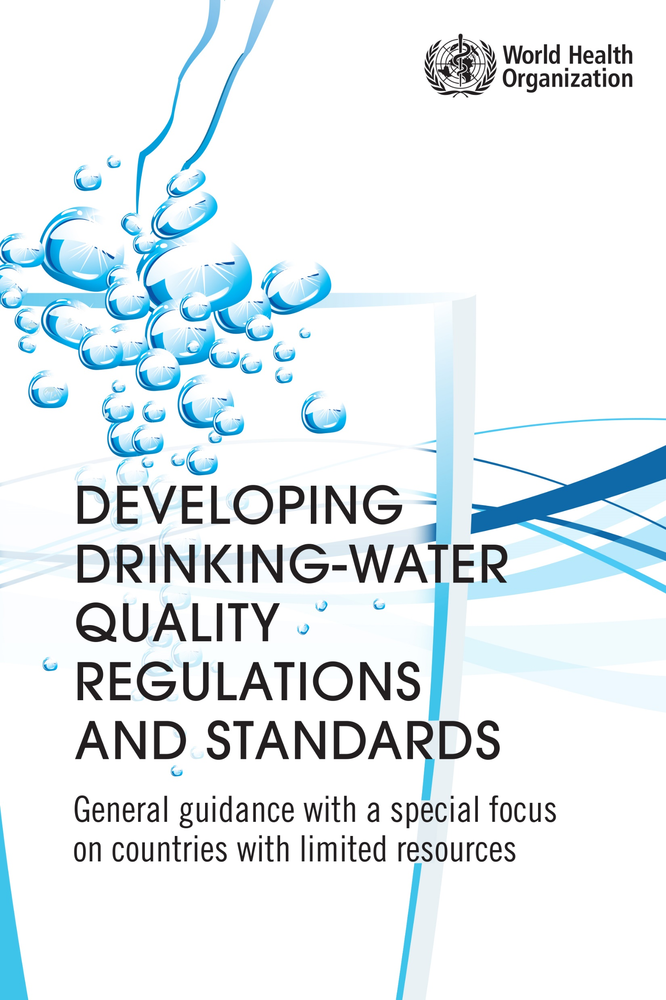 World Health
Organization
DEVELOPING
DRINKING-WATER
QUALITY
REGULATIONS
AND STANDARDS
General guidance with a special focus
on countries with limited resources